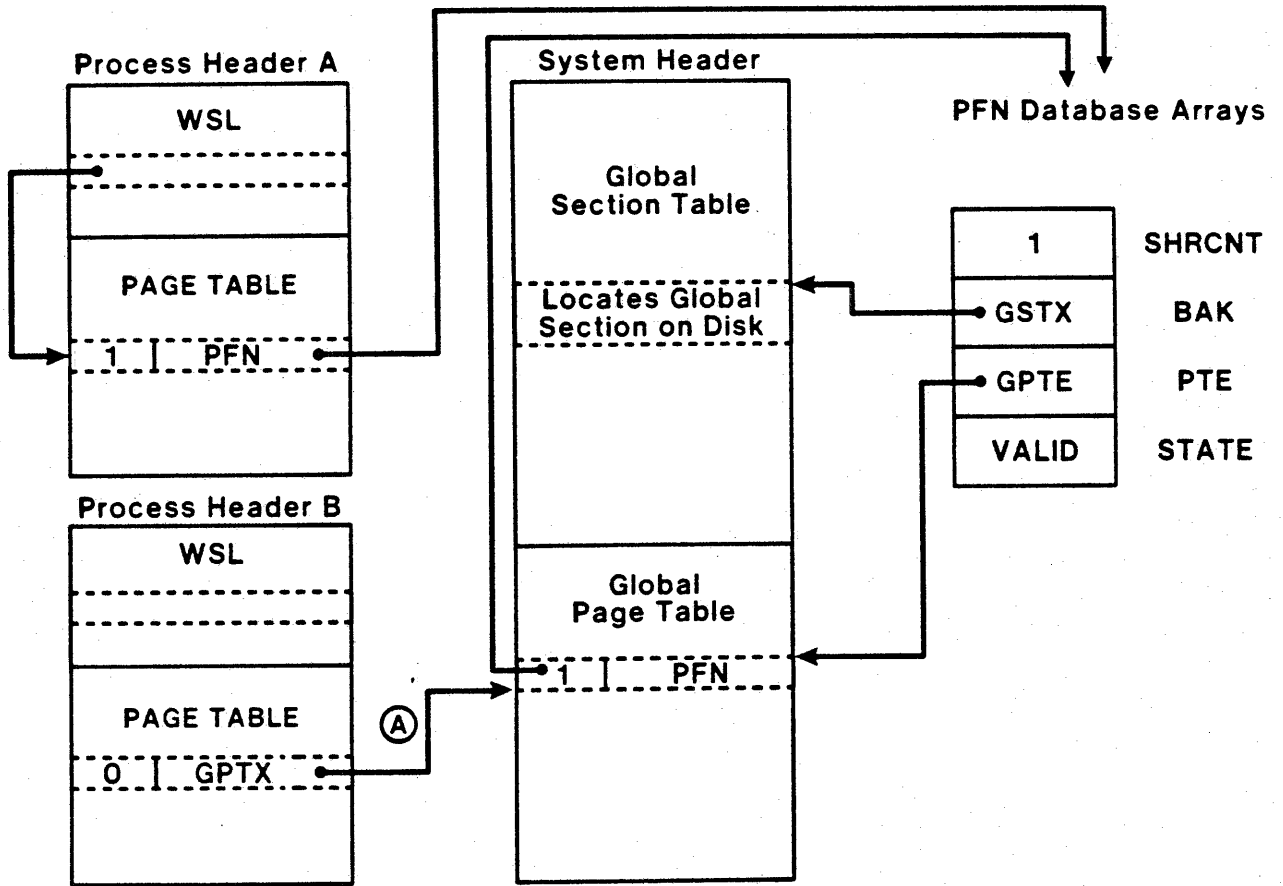 Process Header A
WSL
PAGE TABLE
1 PFN
Process Header B
WSL
PAGE TABLE
0 GPTX
A
System Header
Global
Section Table
Locates Global
Section on Disk
Global
Page Table
1 PFN
PFN Database Arrays
1 SHRCNT
GSTX BAK
GPTE PTE
VALID STATE